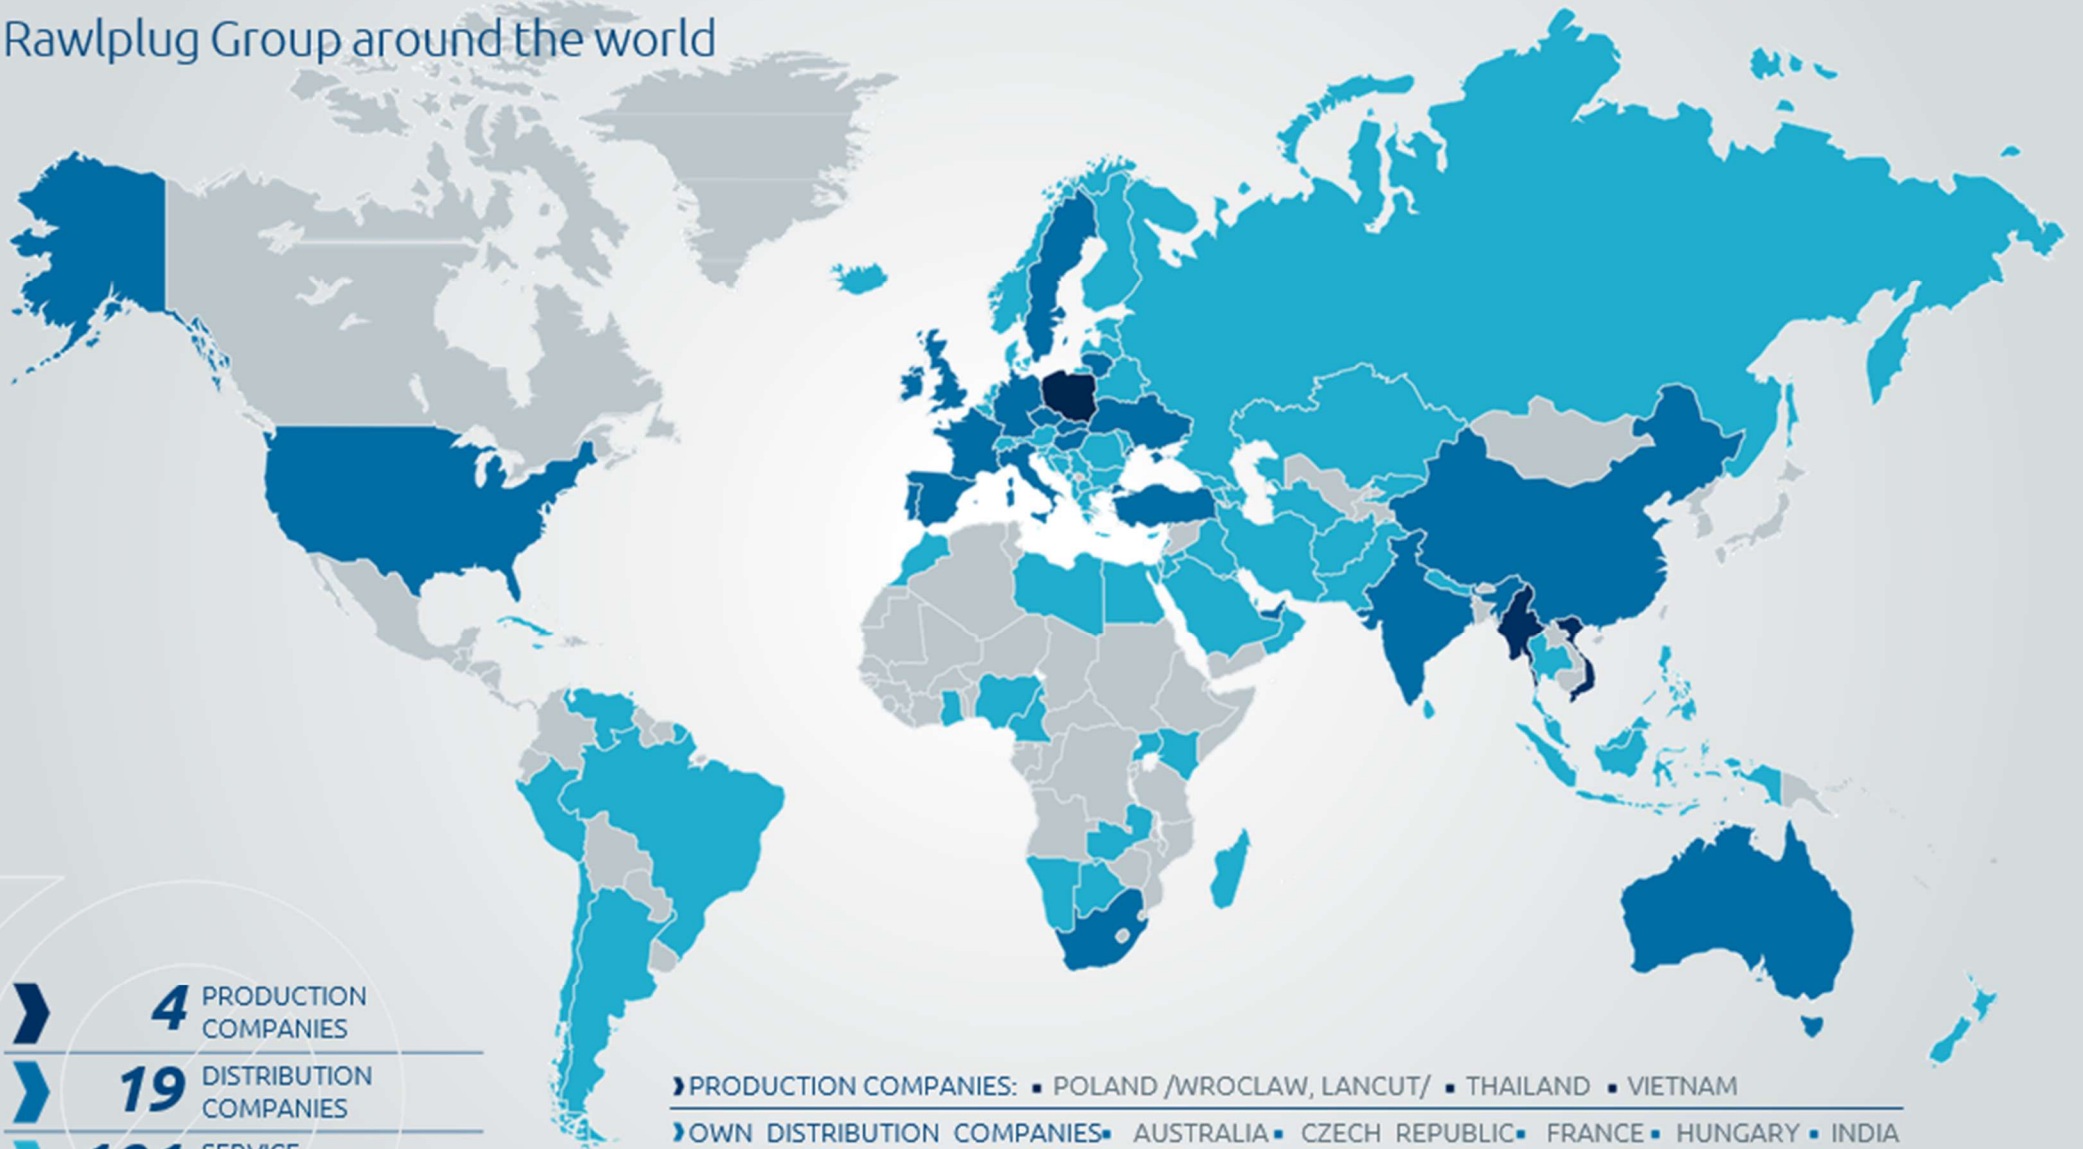 Rawlplug Group around the world
4 PRODUCTION
COMPANIES
19 DISTRIBUTION
COMPANIES
SERVICE
PRODUCTION COMPANIES: ▪ POLAND /WROCLAW, LANCUT/ ▪ THAILAND ▪ VIETNAM
OWN DISTRIBUTION COMPANIES▪ AUSTRALIA▪ CZECH REPUBLIC▪ FRANCE▪ HUNGARY ▪ INDIA